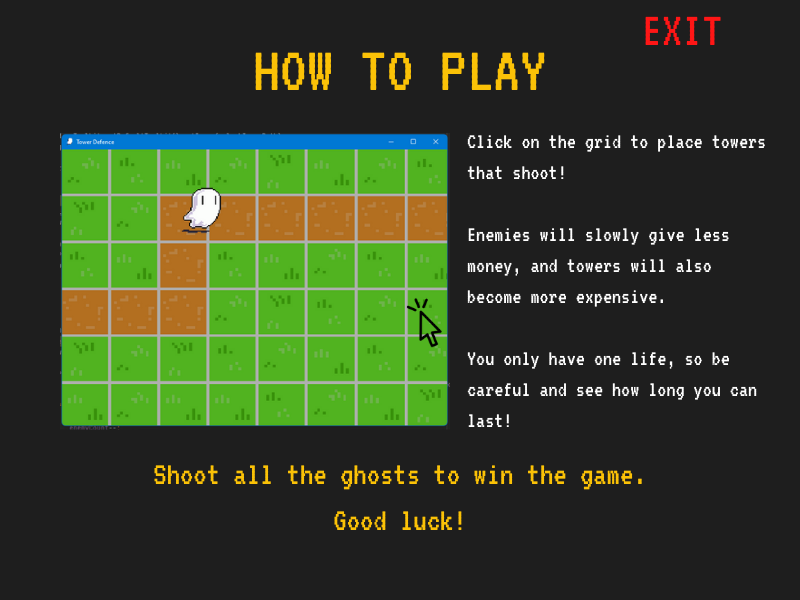 EXIT
HOW TO PLAY
Tower Defence
Click on the grid to place towers
that shoot!
Enemies will slowly give less
money, and towers will also
become more expensive.
You only have one life, so be
careful and see how long you can
last!
Shoot all the ghosts to win the game.
Good luck!